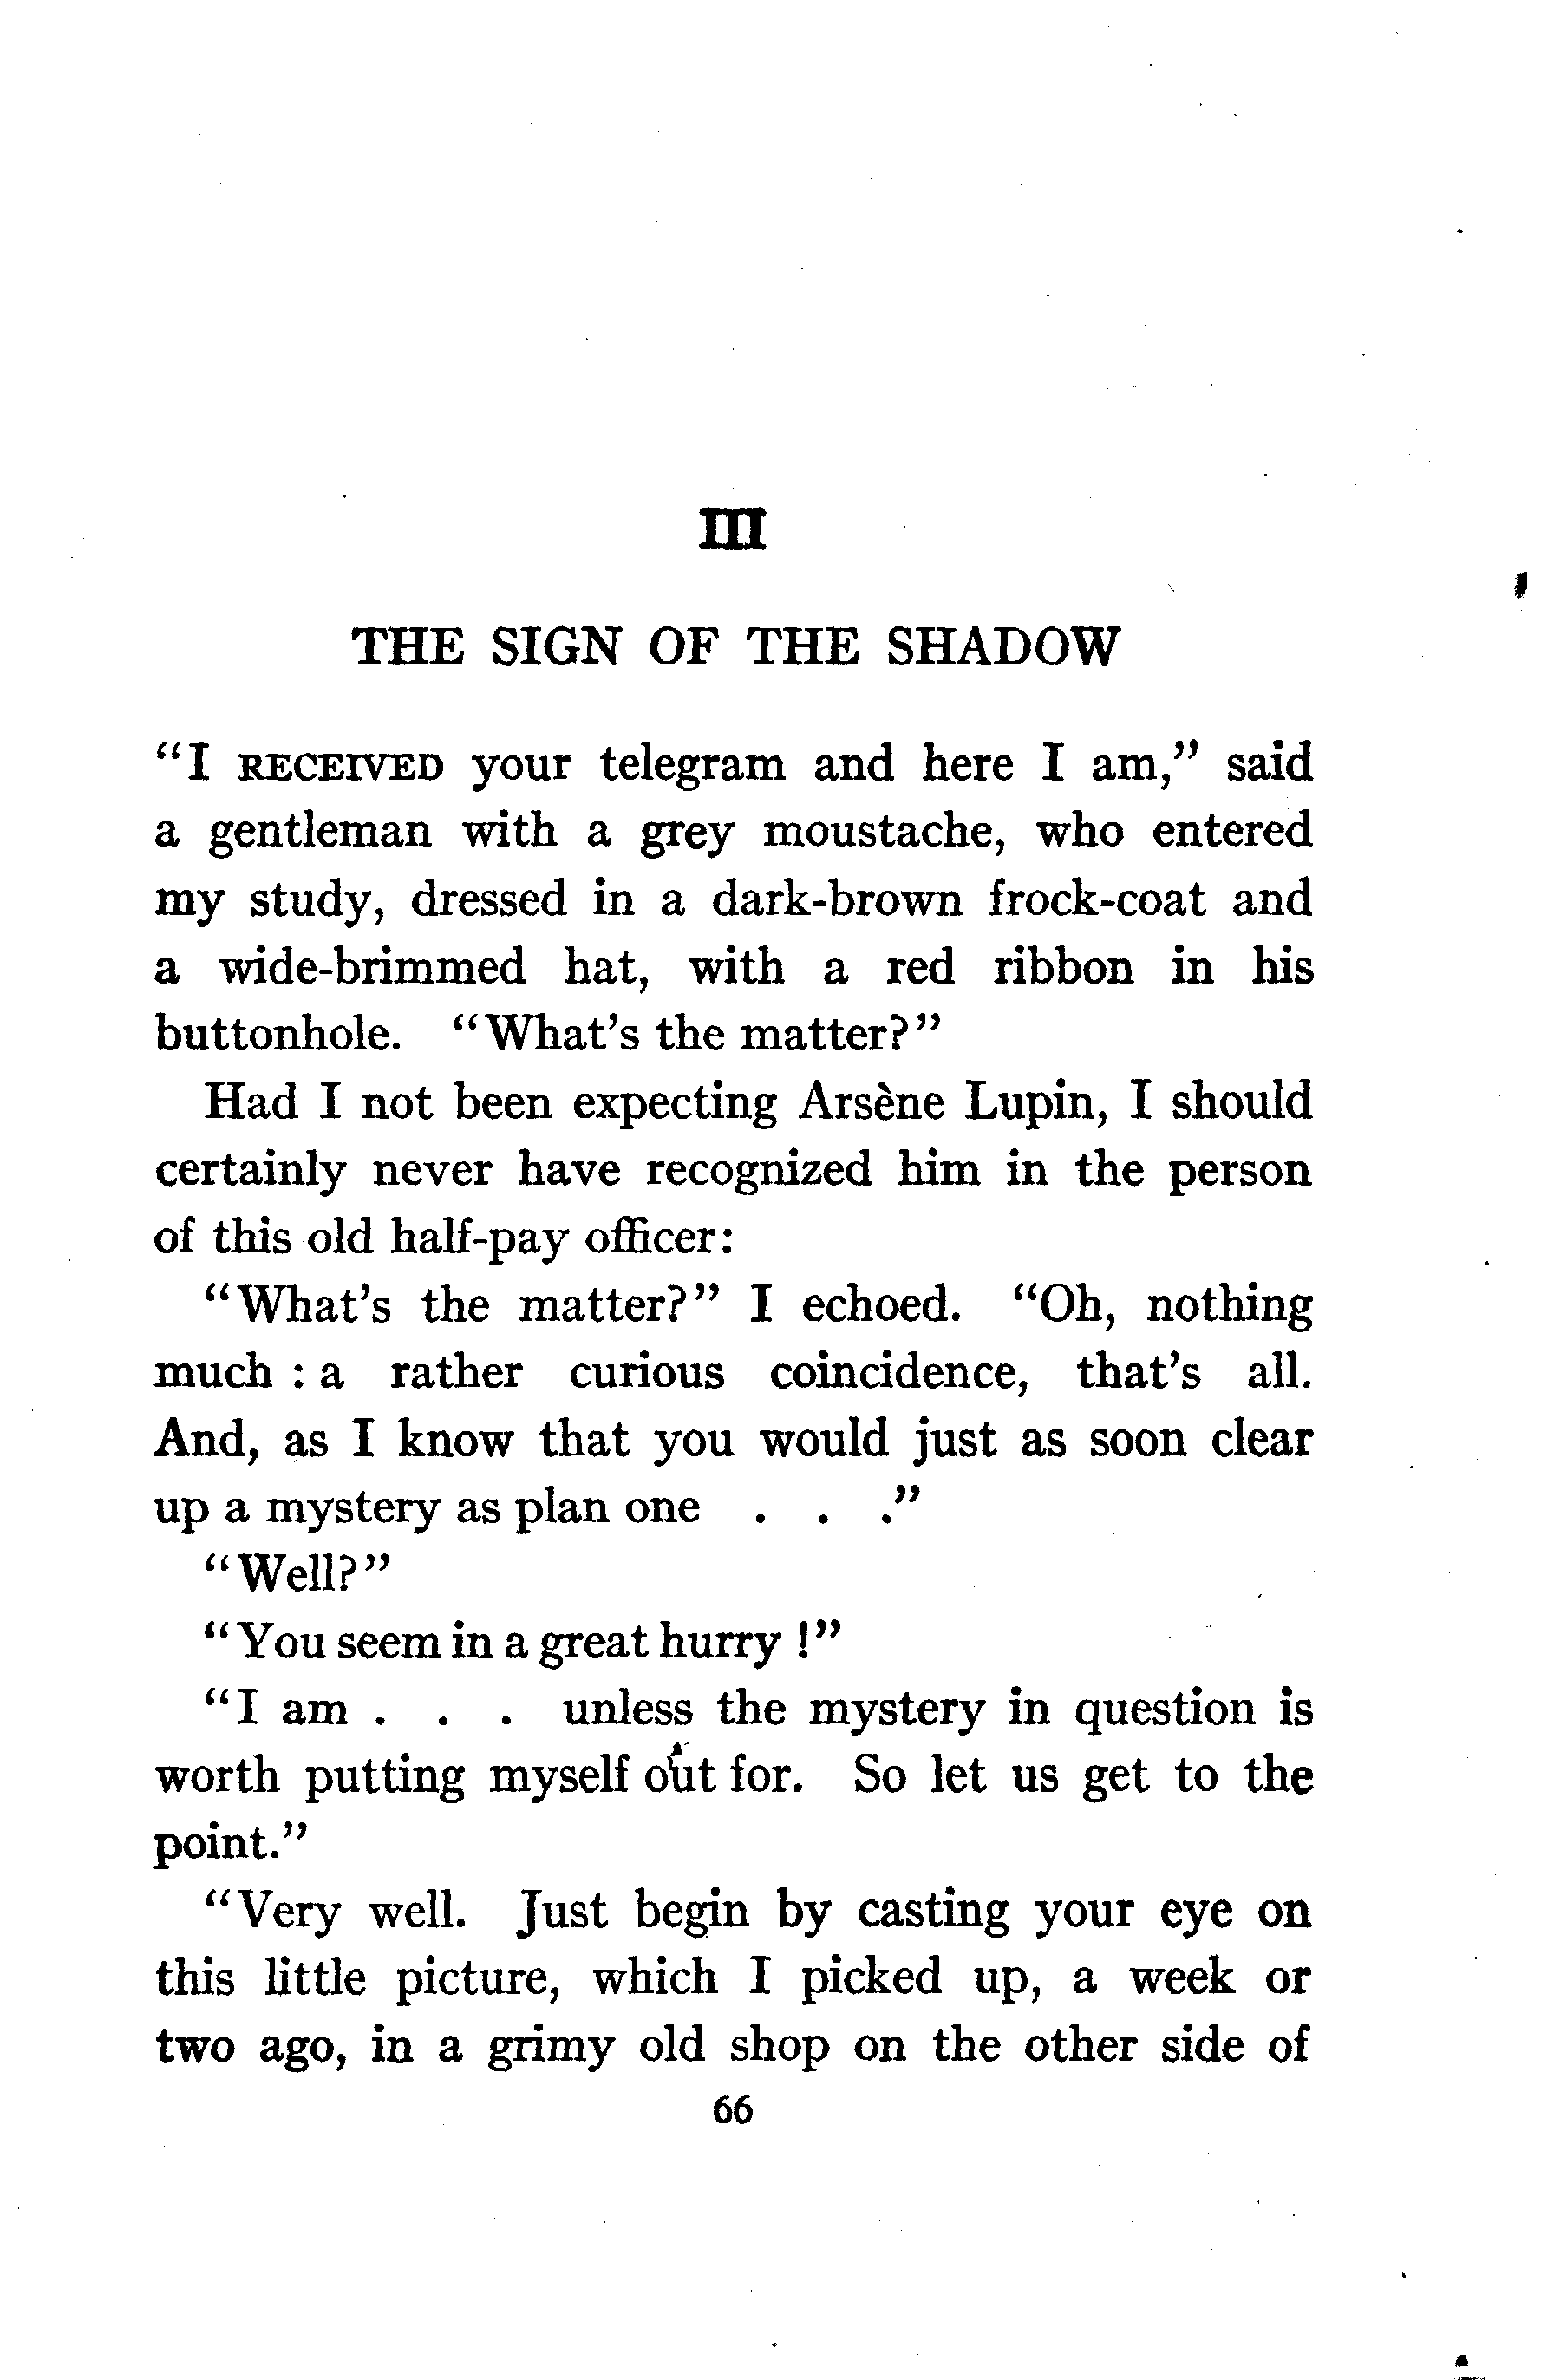 III
THE SIGN OF THE SHADOW
"I RECEIVED your telegram and here I am," said
a gentleman with a grey moustache, who entered
my study, dressed in a dark-brown frock-coat and
a wide-brimmed hat, with a red ribbon in his
buttonhole. "What's the matter?"
Had I not been expecting Arsène Lupin, I should
certainly never have recognized him in the person
of this old half-pay officer:
"What's the matter?" I echoed. "Oh, nothing
much : a rather curious coincidence, that's all.
And, as I know that you would just as soon clear
up a mystery as plan one . . ."
"Well?"
"You seem in a great hurry !"
"I am . . . unless the mystery in question is
worth putting myself out for. So let us get to the
point."
"Very well. Just begin by casting your eye on
this little picture, which I picked up, a week or
two ago, in a grimy old shop on the other side of
66